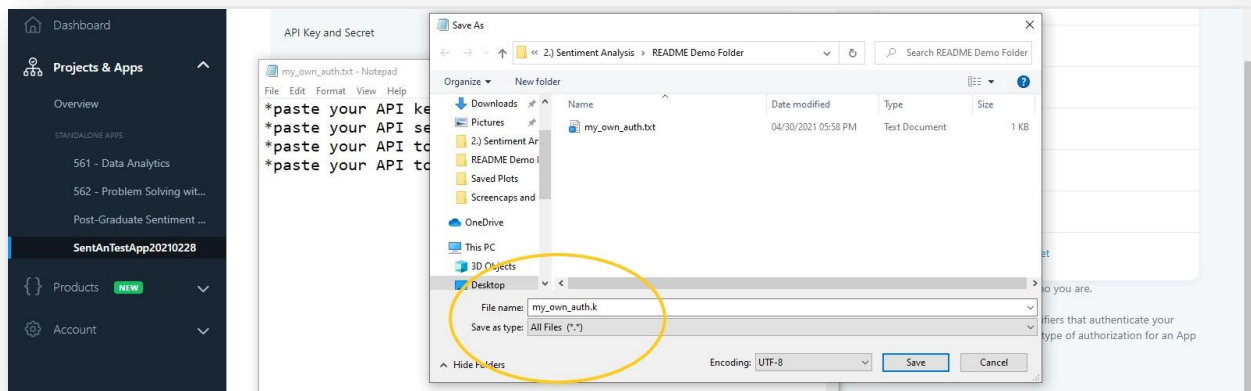 Dashboard
Projects & Apps
Overview
STANDALONE APPS
561 - Data Analytics
562 - Problem Solving wit...
Post-Graduate Sentiment ...
SentAnTestApp20210228
Products NEW
Account
API Key and Secret
my_own_auth.txt - Notepad
File Edit Format View Help
*paste your API ke
*paste your API se
*paste your API to
*paste your API to
Save As
« 2.) Sentiment Analysis › README Demo Folder
Search README Demo Folder
Organize New folder
Downloads
Pictures
2.) Sentiment Ar
README Demo
Saved Plots
Screencaps and
OneDrive
This PC
3D Objects
Desktop
Name Date modified Type Size
my_own_auth.txt 04/30/2021 05:58 PM Text Document 1 KB
File name: my_own_auth.k
Save as type: All Files (*.*)
Hide Folders
Encoding: UTF-8 Save Cancel
et
o you are.
ifiers that authenticate your
type of authorization for an App